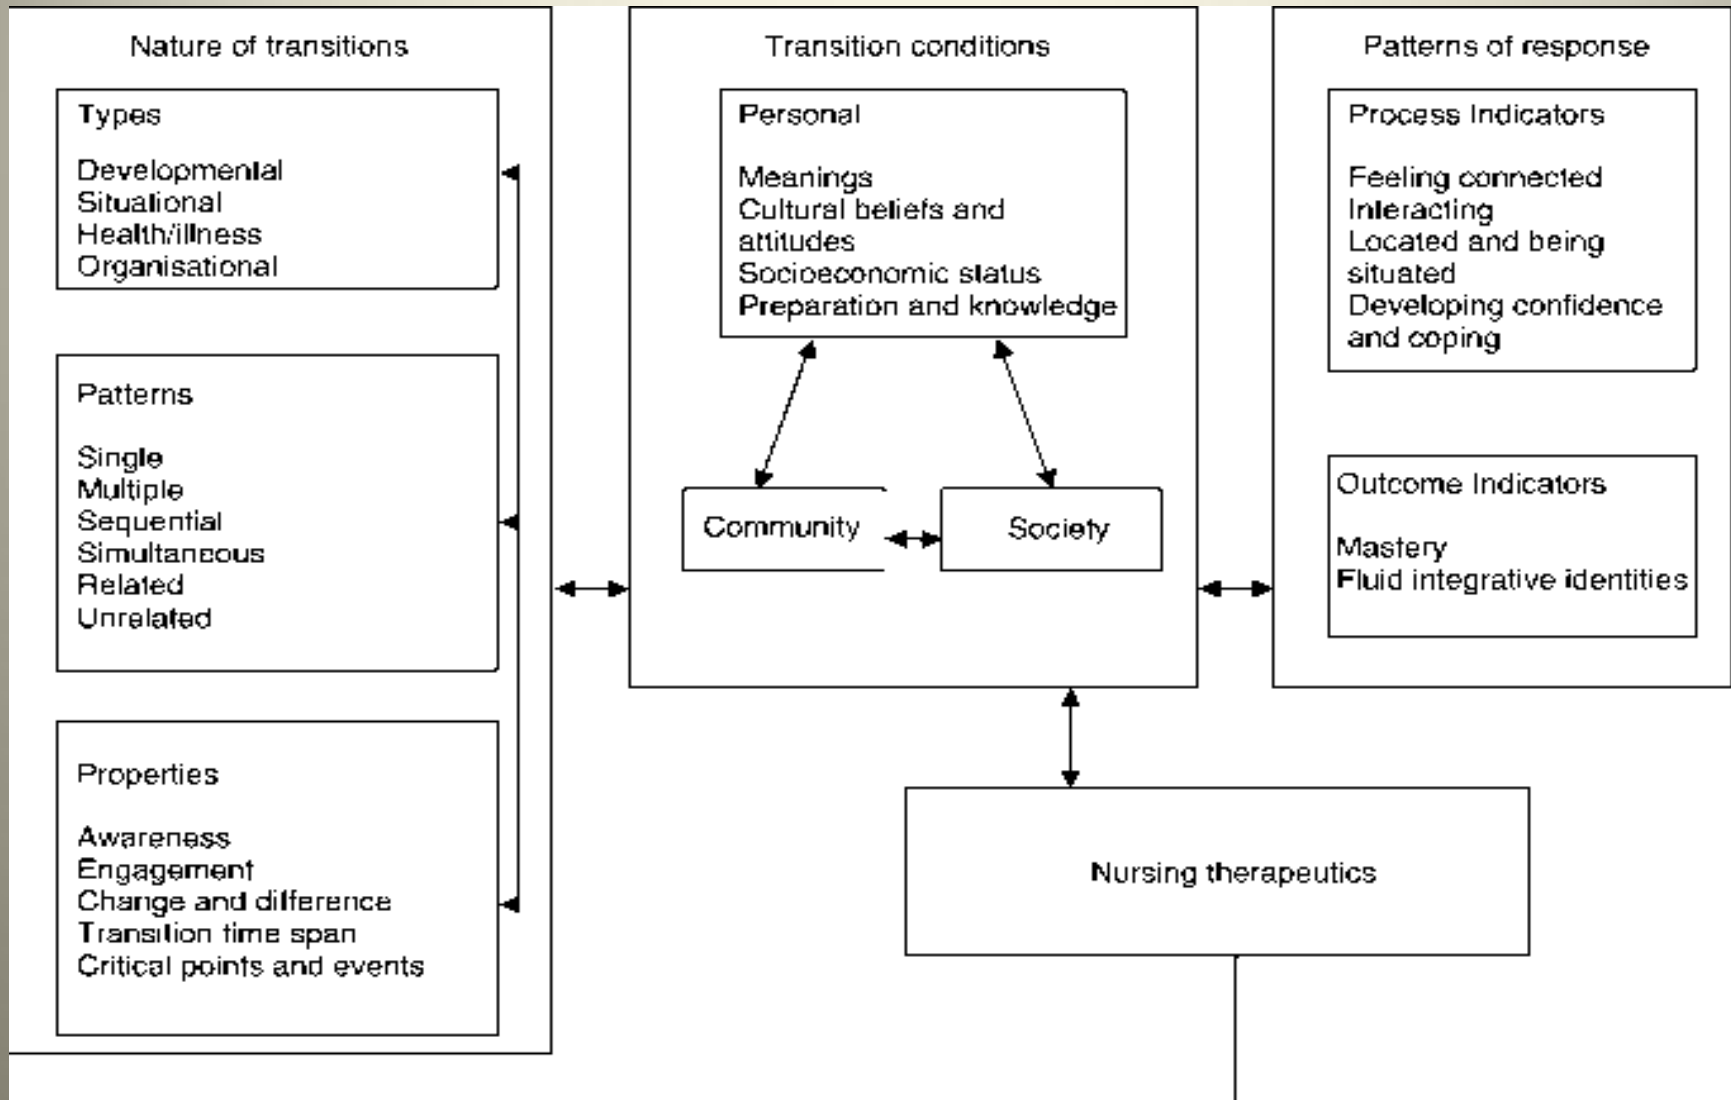 Nature of transitions
Types
Developmental
Situational
Health/illness
Organisational
Patterns
Single
Multiple
Sequential
Simultaneous
Related
Unrelated
Properties
Awareness
Engagement
Change and difference
Transition time span
Critical points and events
Transition conditions
Personal
Meanings
Cultural beliefs and
attitudes
Socioeconomic status
Preparation and knowledge
Community
Society
Patterns of response
Process Indicators
Feeling connected
Interacting
Located and being
situated
Developing confidence
and coping
Outcome Indicators
Mastery
Fluid integrative identities
Nursing therapeutics